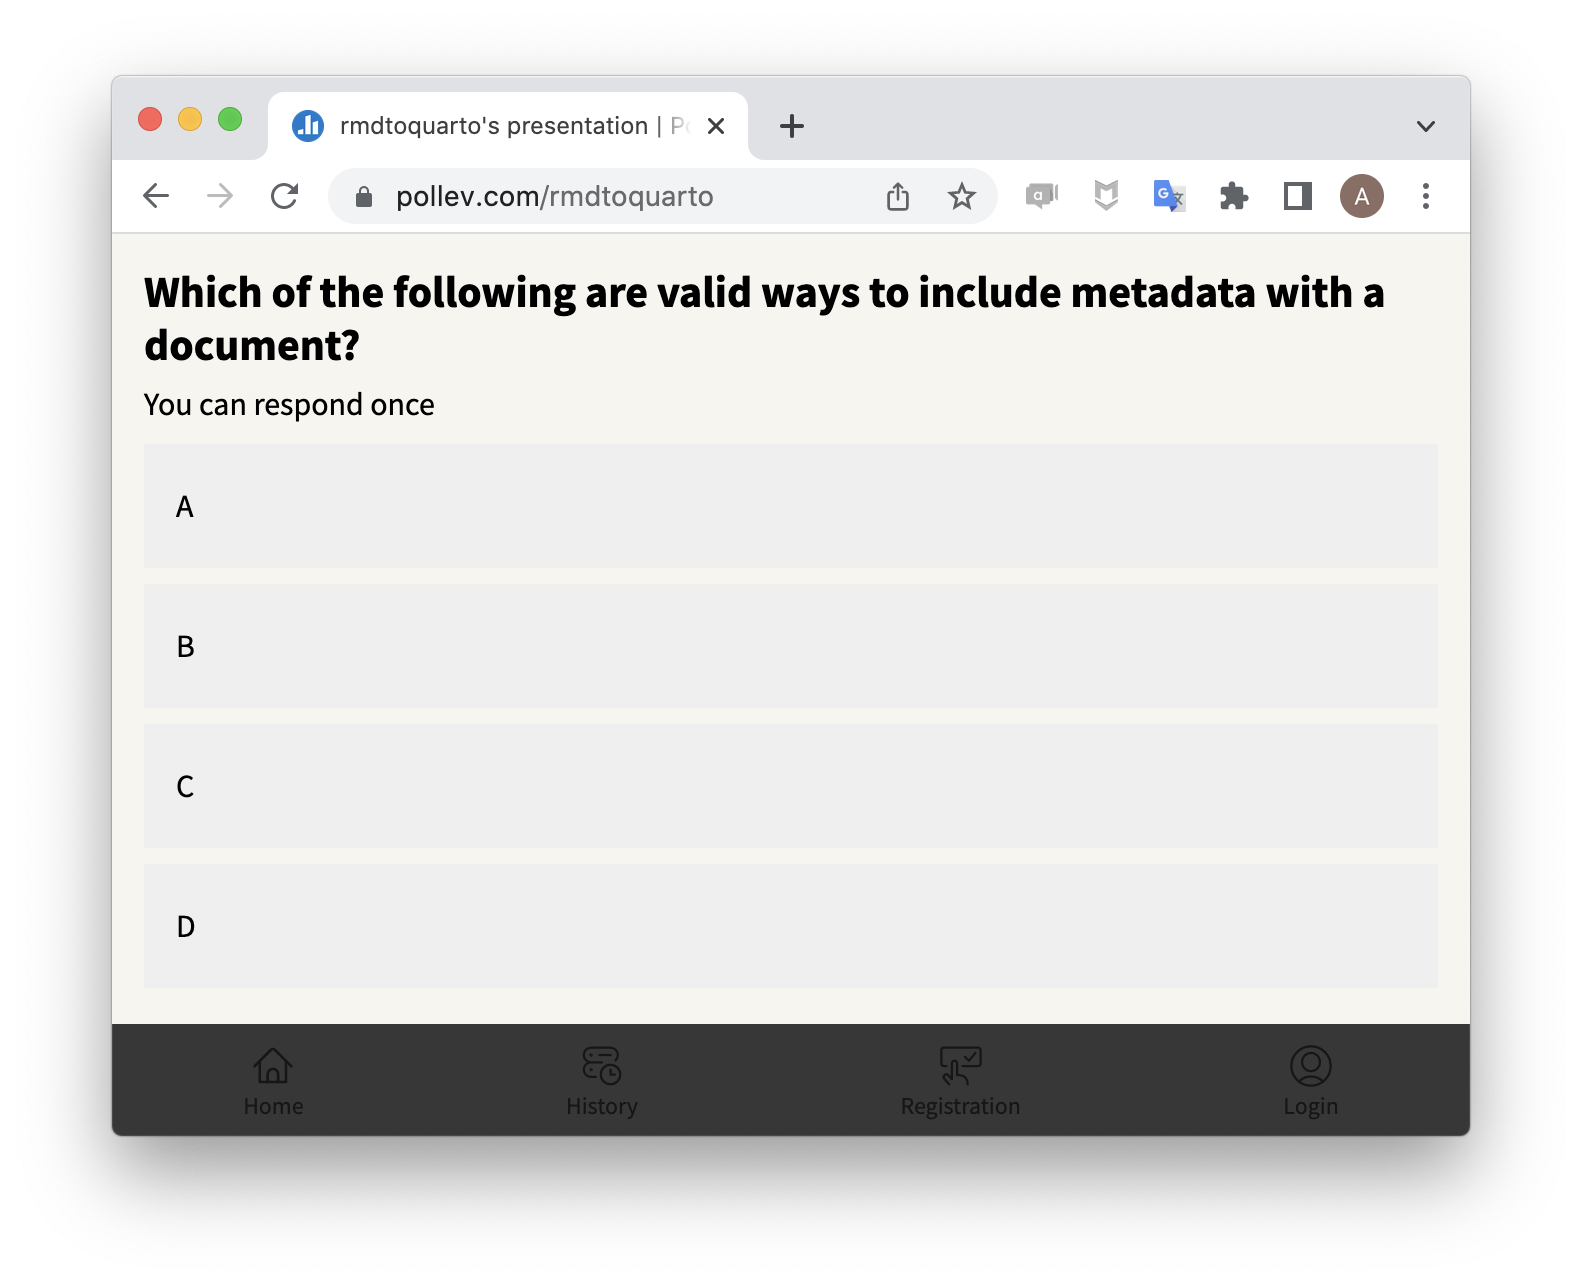 rmdtoquarto's presentation | Po
pollev.com/rmdtoquarto
A
Which of the following are valid ways to include metadata with a
document?
You can respond once
A
B
C
D
Home
History
Registration
Login